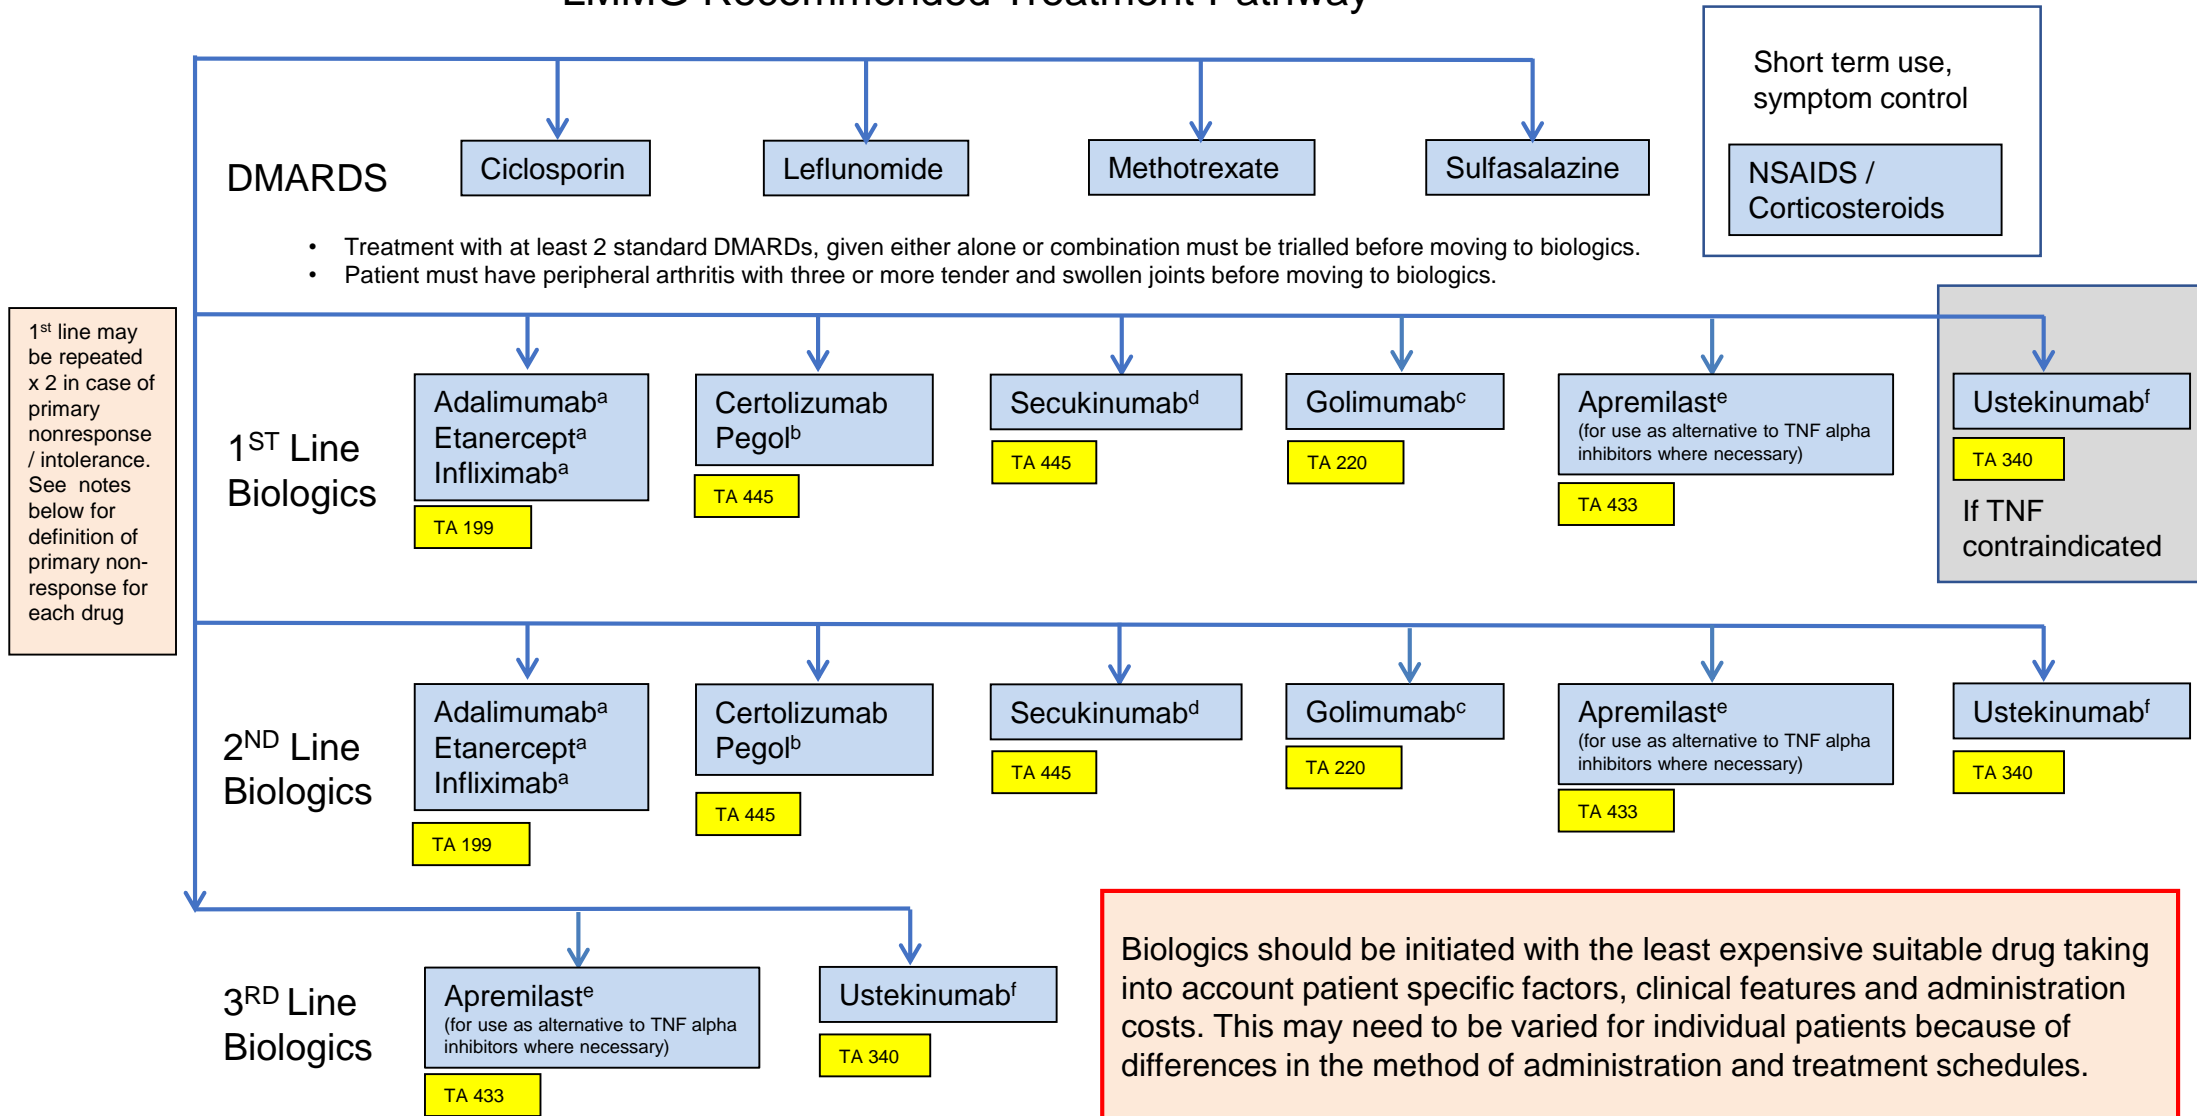 LMMG Recommended Treatment Pathway
Short term use,
symptom control
NSAIDS /
Corticosteroids
DMARDS
Ciclosporin
Leflunomide
Methotrexate
Sulfasalazine
• Treatment with at least 2 standard DMARDs, given either alone or combination must be trialled before moving to biologics.
• Patient must have peripheral arthritis with three or more tender and swollen joints before moving to biologics.
1st line may
be repeated
x 2 in case of
primary
nonresponse
/ intolerance.
See notes
below for
definition of
primary non-
response for
each drug
1ST Line
Biologics
Adalimumaba
Etanercepta
Infliximaba
TA 199
Certolizumab
Pegolb
TA 445
Secukinumabd
TA 445
Golimumabc
TA 220
Apremilaste
(for use as alternative to TNF alpha
inhibitors where necessary)
TA 433
Ustekinumabf
TA 340
If TNF
contraindicated
2ND Line
Biologics
Adalimumaba
Etanercepta
Infliximaba
TA 199
Certolizumab
Pegolb
TA 445
Secukinumabd
TA 445
Golimumabc
TA 220
Apremilaste
(for use as alternative to TNF alpha
inhibitors where necessary)
TA 433
Ustekinumabf
TA 340
3RD Line
Biologics
Apremilaste
(for use as alternative to TNF alpha
inhibitors where necessary)
TA 433
Ustekinumabf
TA 340
Biologics should be initiated with the least expensive suitable drug taking
into account patient specific factors, clinical features and administration
costs. This may need to be varied for individual patients because of
differences in the method of administration and treatment schedules.